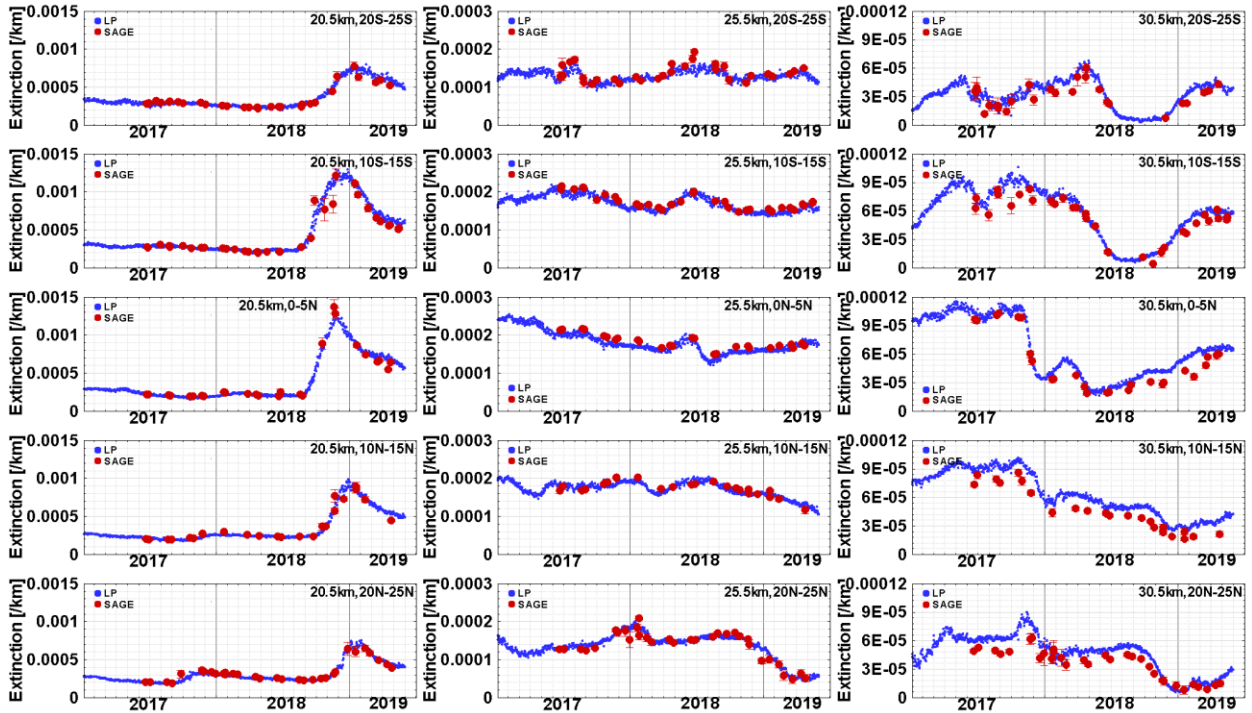 Extinction [/km]
0.0015
0.001
0.0005
0
LP
SAGE
20.5km,20S-25S
2017 2018 2019
Extinction [/km]
0.0003
0.0002
0.0001
0
LP
SAGE
25.5km,20S-25S
2017 2018 2019
Extinction [/km]
0.00012
9E-05
6E-05
3E-05
0
LP
SAGE
30.5km,20S-25S
2017 2018 2019
Extinction [/km]
0.0015
0.001
0.0005
0
LP
SAGE
20.5km,10S-15S
2017 2018 2019
Extinction [/km]
0.0003
0.0002
0.0001
0
LP
SAGE
25.5km,10S-15S
2017 2018 2019
Extinction [/km]
0.00012
9E-05
6E-05
3E-05
0
LP
SAGE
30.5km,10S-15S
2017 2018 2019
Extinction [/km]
0.0015
0.001
0.0005
0
LP
SAGE
20.5km,0-5N
2017 2018 2019
Extinction [/km]
0.0003
0.0002
0.0001
0
25.5km,0N-5N
LP
SAGE
2017 2018 2019
Extinction [/km]
0.00012
9E-05
6E-05
3E-05
0
30.5km,0-5N
LP
SAGE
2017 2018 2019
Extinction [/km]
0.0015
0.001
0.0005
0
LP
SAGE
20.5km,10N-15N
2017 2018 2019
Extinction [/km]
0.0003
0.0002
0.0001
0
LP
SAGE
25.5km,10N-15N
2017 2018 2019
Extinction [/km]
0.00012
9E-05
6E-05
3E-05
0
LP
SAGE
30.5km,10N-15N
2017 2018 2019
Extinction [/km]
0.0015
0.001
0.0005
0
LP
SAGE
20.5km,20N-25N
2017 2018 2019
Extinction [/km]
0.0003
0.0002
0.0001
0
LP
SAGE
25.5km,20N-25N
2017 2018 2019
Extinction [/km]
0.00012
9E-05
6E-05
3E-05
0
LP
SAGE
30.5km,20N-25N
2017 2018 2019